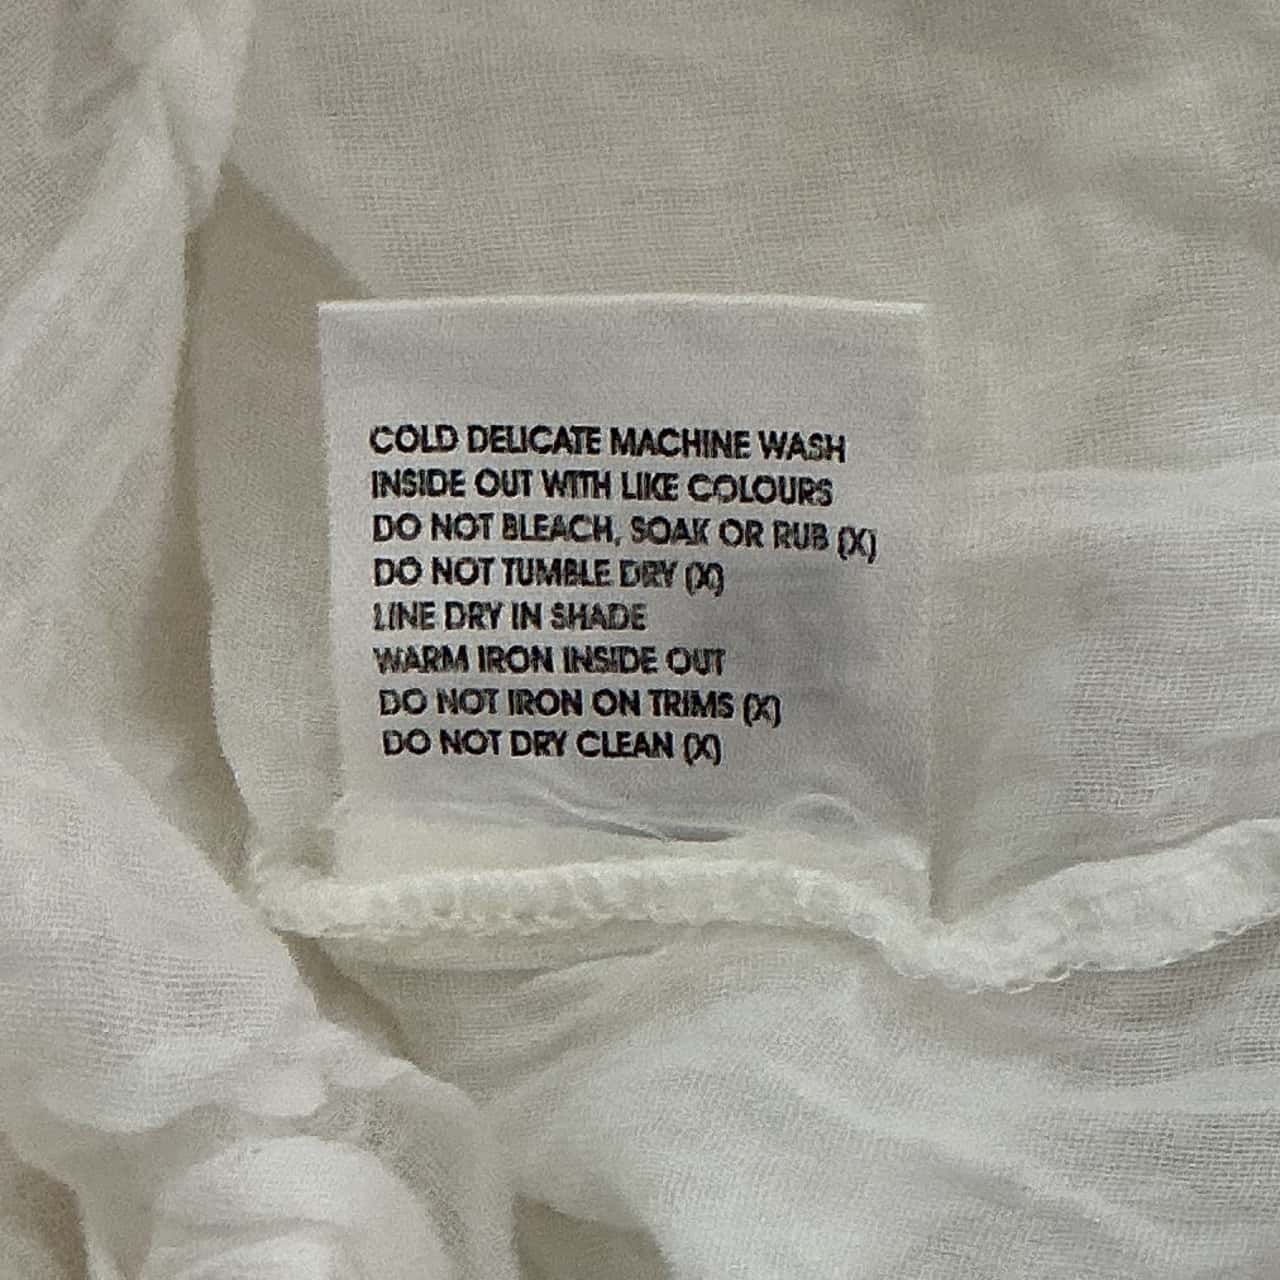 COLD DELICATE MACHINE WASH
INSIDE OUT WITH LIKE COLOURS
DO NOT BLEACH, SOAK OR RUB (X)
DO NOT TUMBLE DRY (X)
LINE DRY IN SHADE
WARM IRON INSIDE OUT
DO NOT IRON ON TRIMS (X)
DO NOT DRY CLEAN (X)